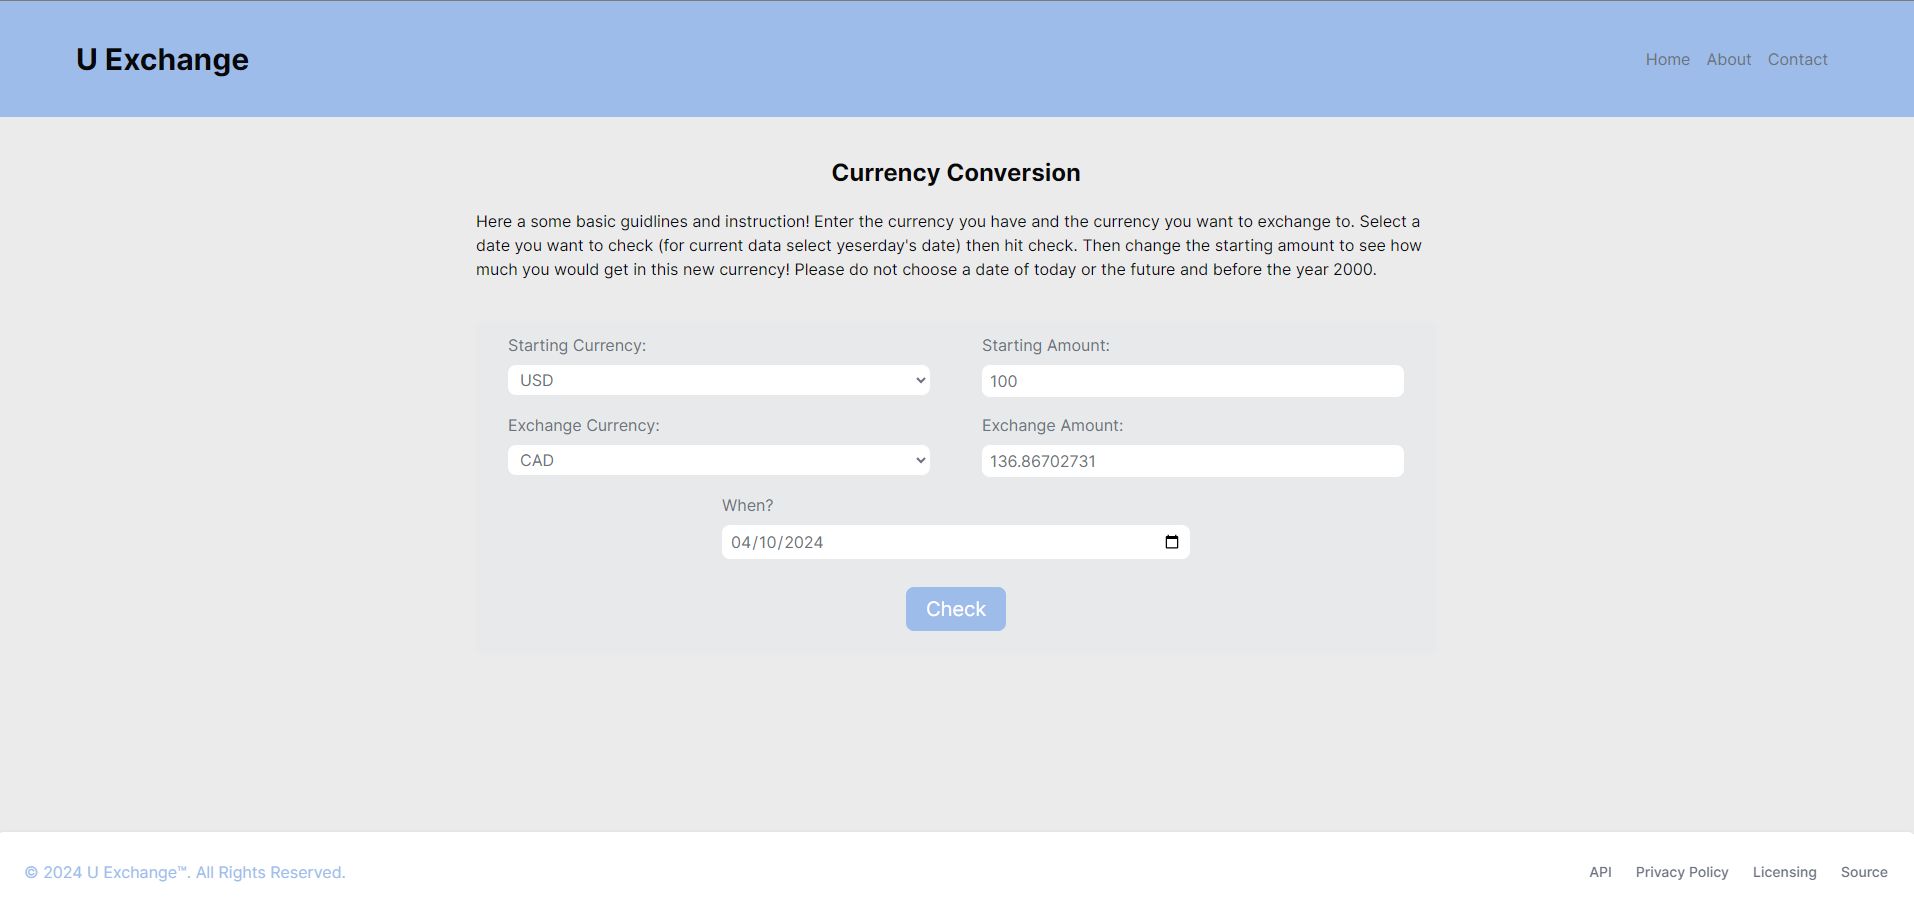 U Exchange
Home About Contact
Currency Conversion
Here a some basic guidlines and instruction! Enter the currency you have and the currency you want to exchange to. Select a
date you want to check (for current data select yeserday's date) then hit check. Then change the starting amount to see how
much you would get in this new currency! Please do not choose a date of today or the future and before the year 2000.
Starting Currency:
USD
Starting Amount:
100
Exchange Currency:
CAD
Exchange Amount:
136.86702731
When?
04/10/2024
Check
© 2024 U Exchange™. All Rights Reserved.
API Privacy Policy Licensing Source